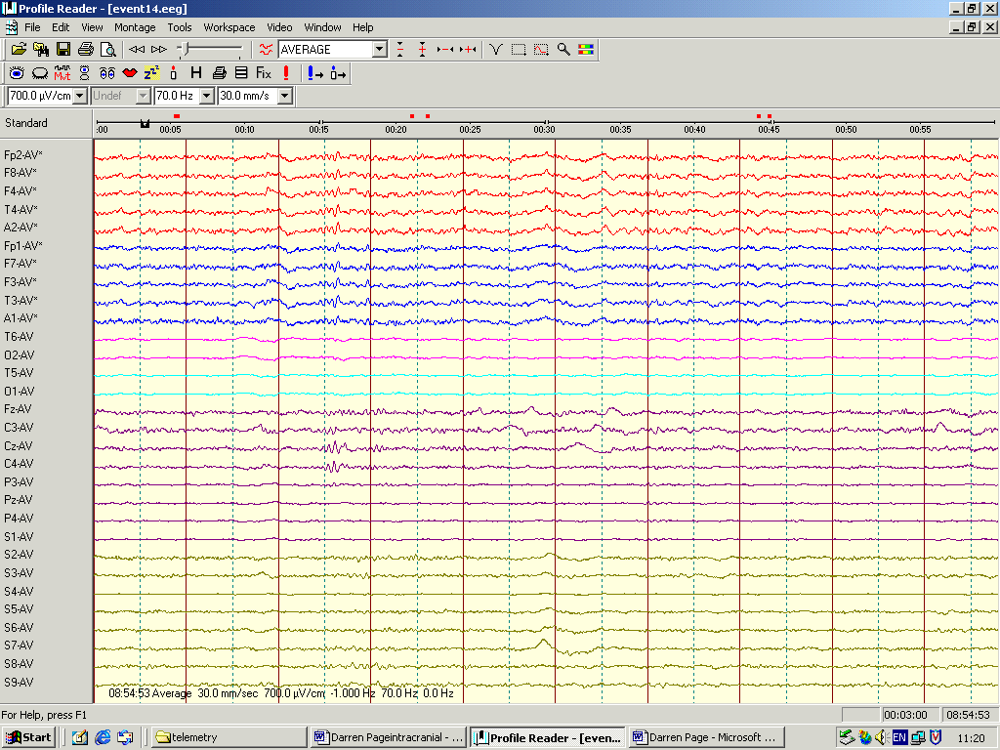 Profile Reader - [event14.eeg]
File Edit View Montage Tools Workspace Video Window Help
AVERAGE
Mut zzz H Fix
700.0 µV/cm Undef 70.0 Hz 30.0 mm/s
Standard
:00 00:05 00:10 00:15 00:20 00:25 00:30 00:35 00:40 00:45 00:50 00:55
Fp2-AV*
F8-AV*
F4-AV*
T4-AV*
A2-AV*
Fp1-AV*
F7-AV*
F3-AV*
T3-AV*
A1-AV*
T6-AV
O2-AV
T5-AV
O1-AV
Fz-AV
C3-AV
Cz-AV
C4-AV
P3-AV
Pz-AV
P4-AV
S1-AV
S2-AV
S3-AV
S4-AV
S5-AV
S6-AV
S7-AV
S8-AV
S9-AV
08:54:53 Average 30.0 mm/sec 700.0 µV/cm -1.000 Hz 70.0 Hz 0.0 Hz
For Help, press F1 00:03:00 08:54:53
Start telemetry Darren Pageintracranial - ... Profile Reader - [even... Darren Page - Microsoft ... EN 11:20